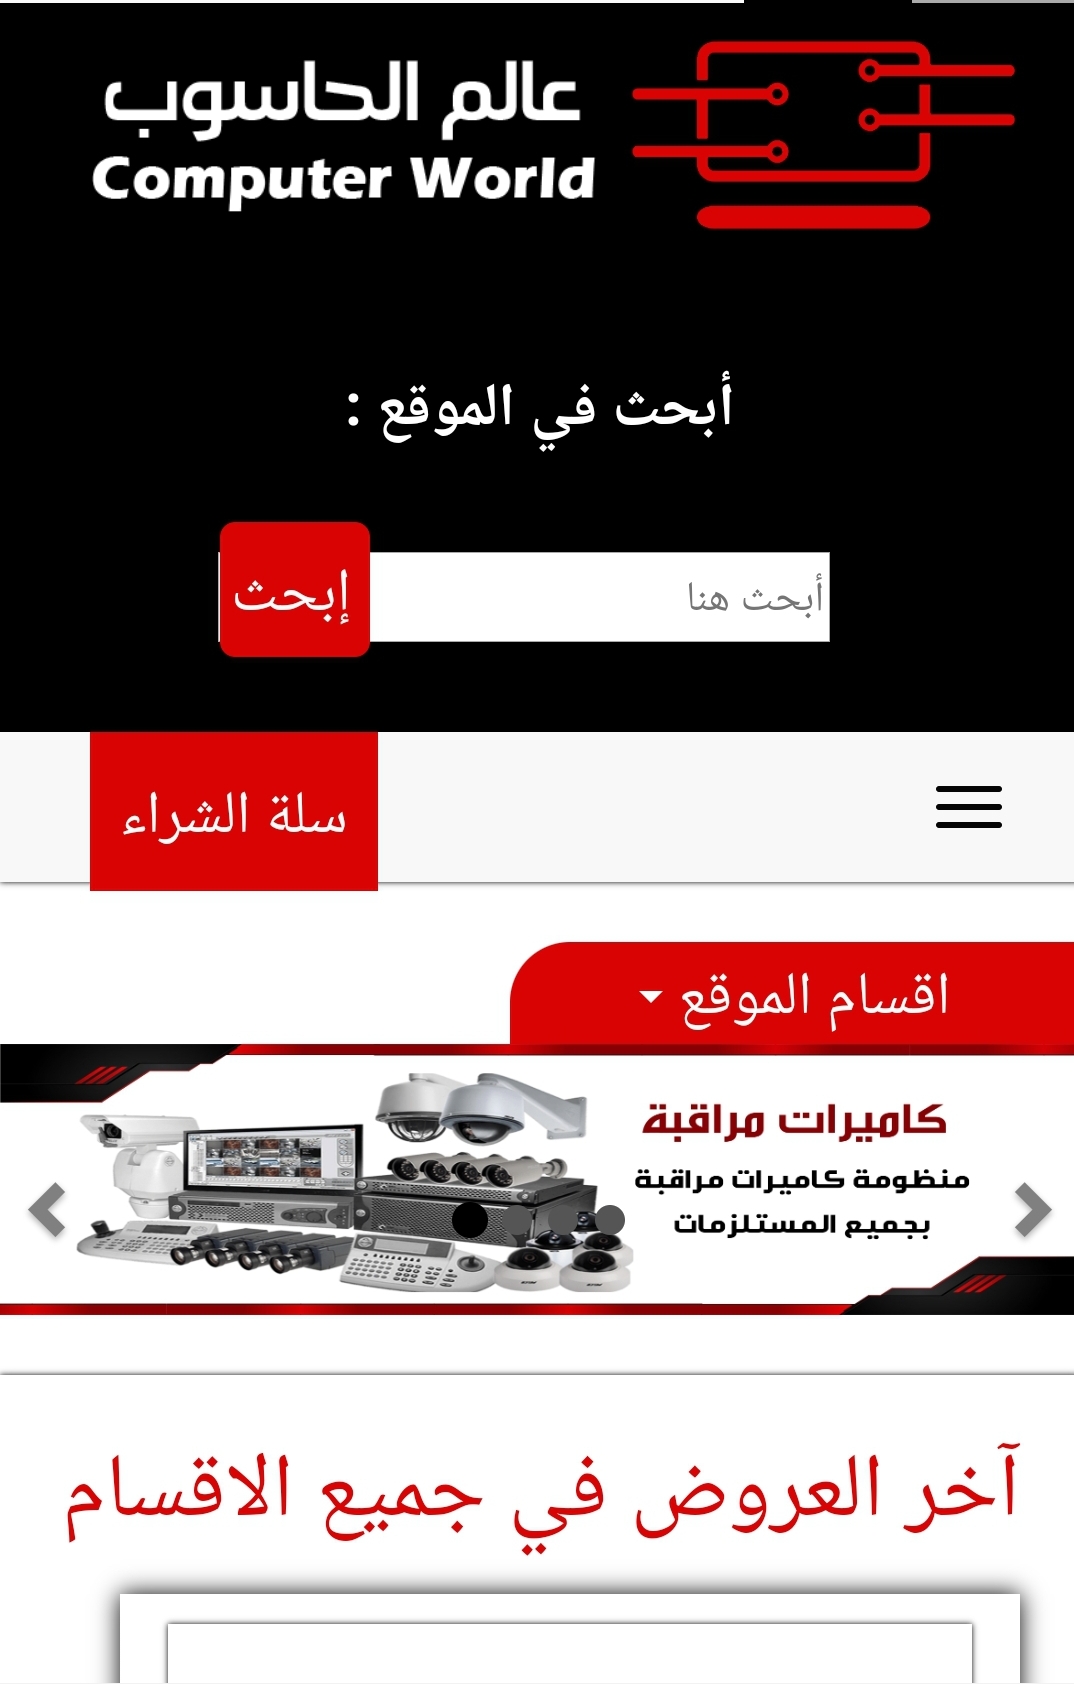 عالم الحاسوب
Computer World
أبحث في الموقع :
أبحث هنا
إبحث
سلة الشراء
اقسام الموقع
كاميرات مراقبة
منظومة كاميرات مراقبة
بجميع المستلزمات
آخر العروض في جميع الاقسام